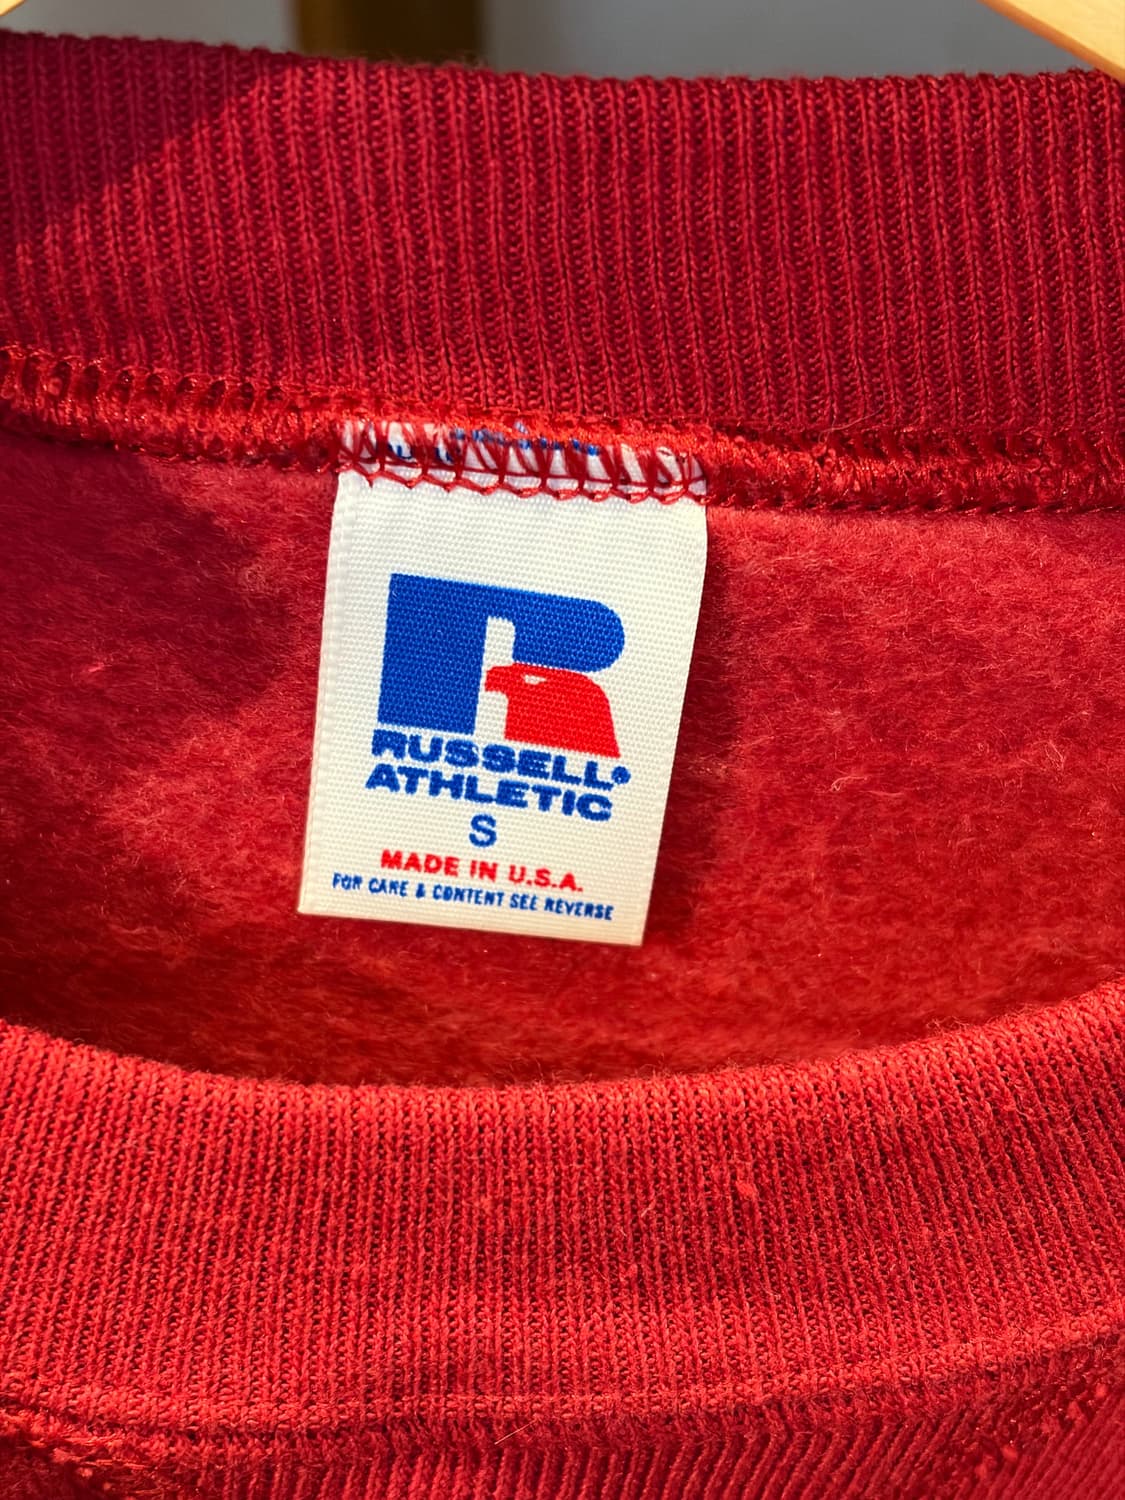 RUSSELL®
ATHLETIC
S
MADE IN U.S.A.
FOR CARE & CONTENT SEE REVERSE